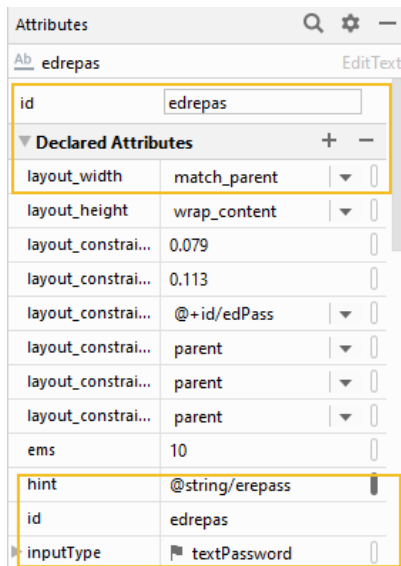 Attributes
Ab edrepas EditText
id edrepas
Declared Attributes
layout_width match_parent
layout_height wrap_content
layout_constrai... 0.079
layout_constrai... 0.113
layout_constrai... @+id/edPass
layout_constrai... parent
layout_constrai... parent
layout_constrai... parent
ems 10
hint @string/erepass
id edrepas
inputType textPassword